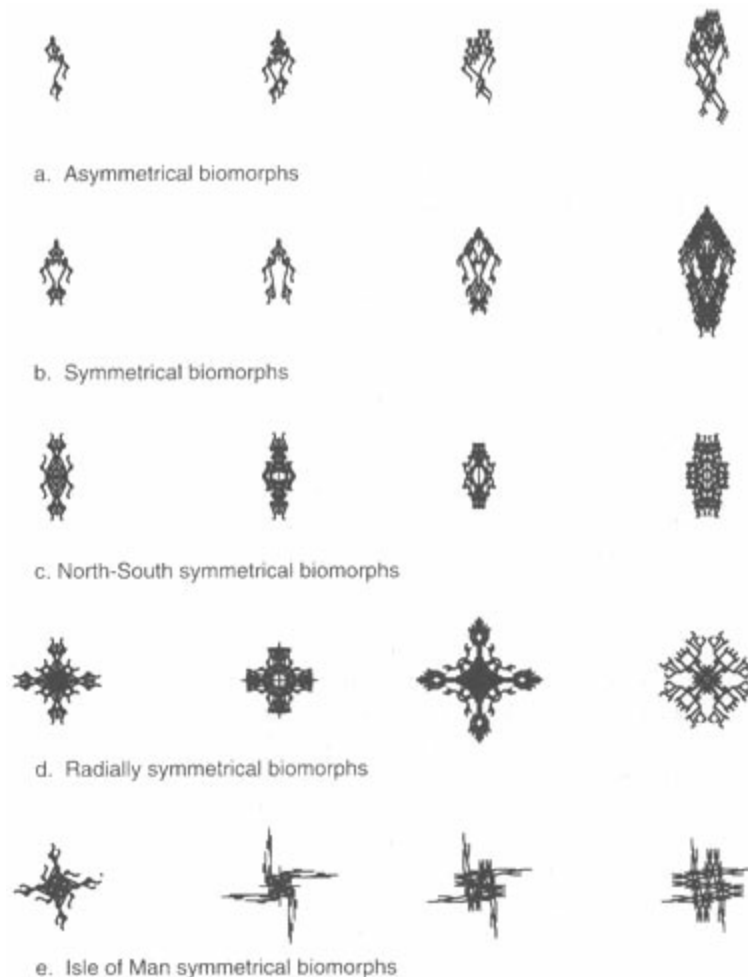 a. Asymmetrical biomorphs
b. Symmetrical biomorphs
c. North-South symmetrical biomorphs
d. Radially symmetrical biomorphs
e. Isle of Man symmetrical biomorphs